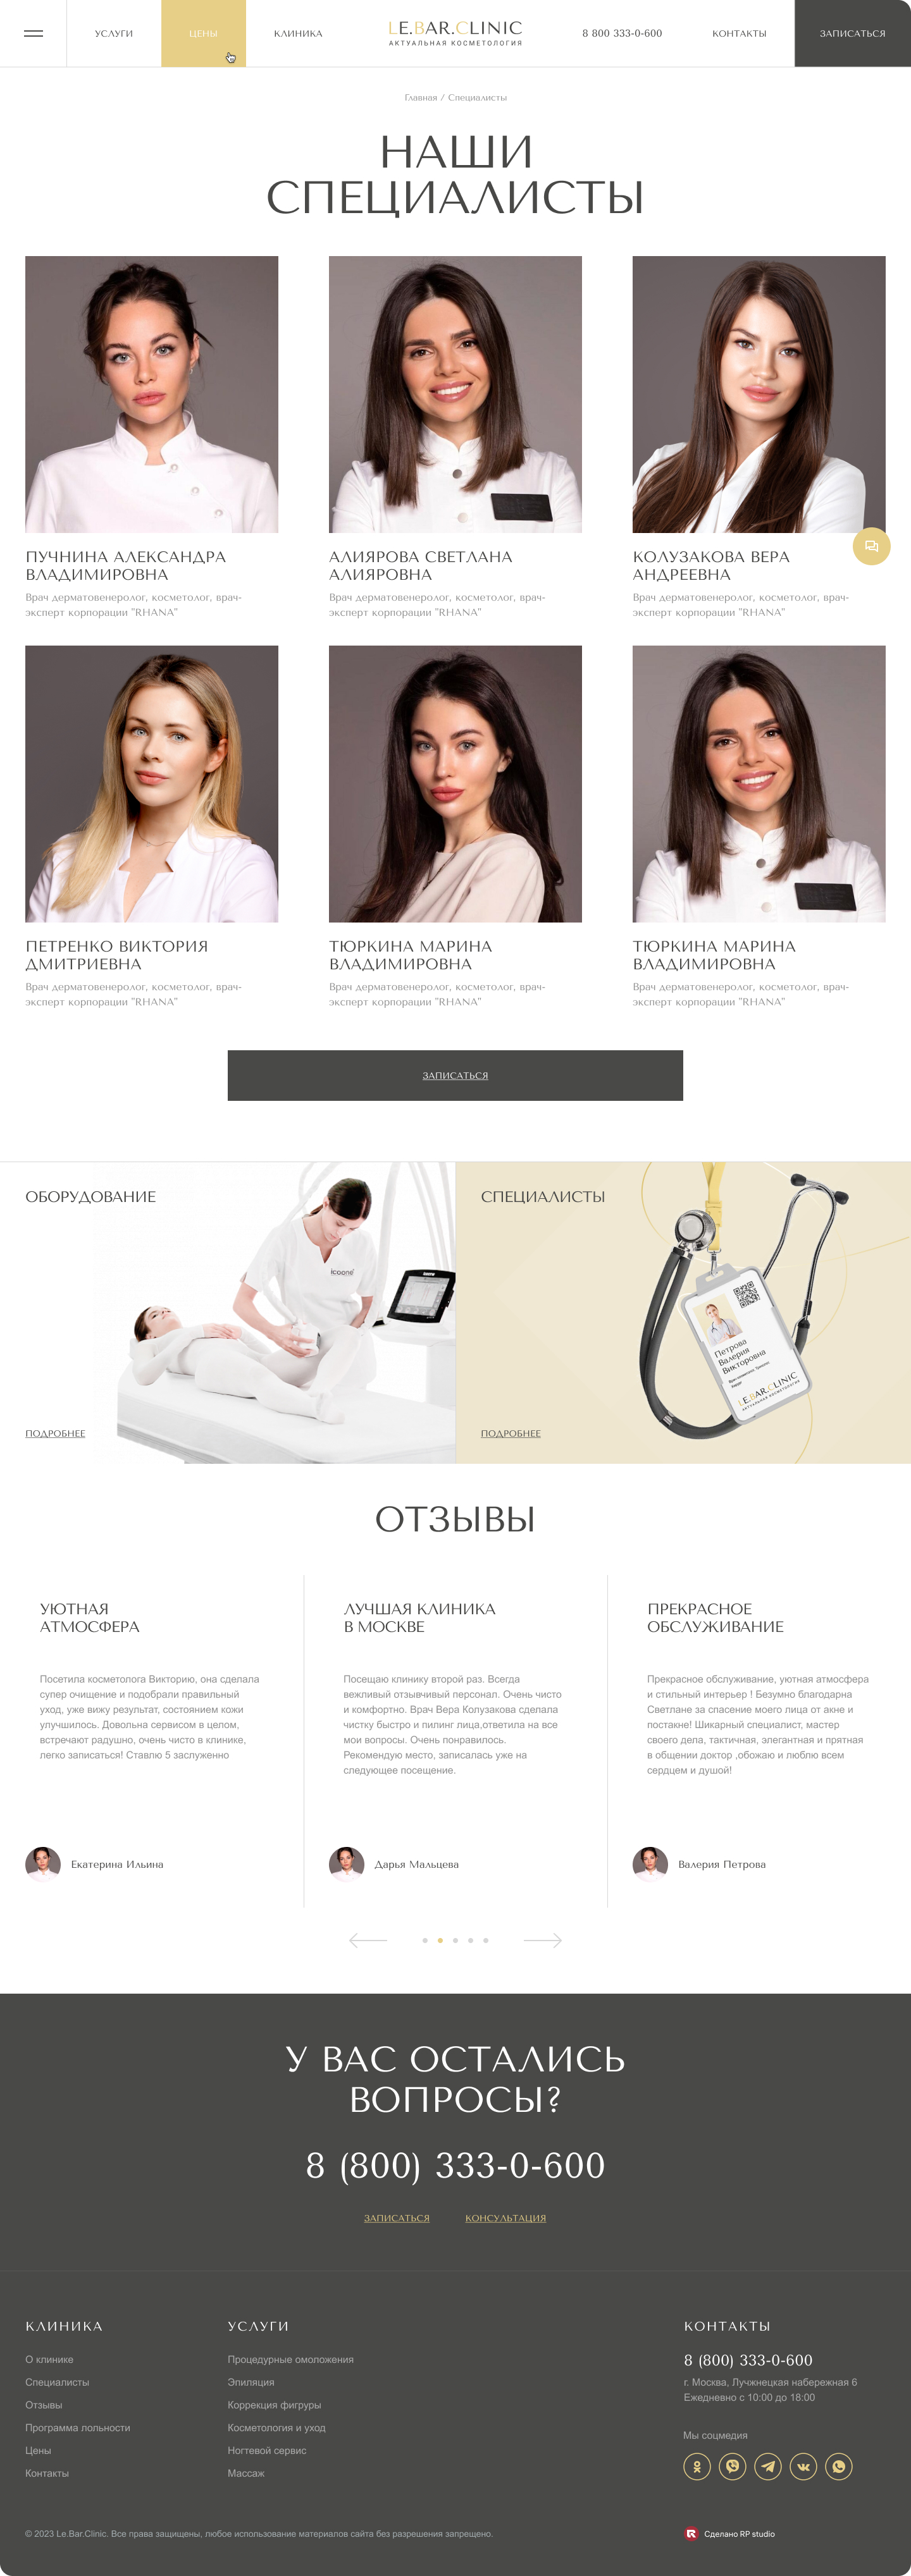 УСЛУГИ
ЦЕНЫ
КЛИНИКА
LE.BAR.CLINIC
АКТУАЛЬНАЯ КОСМЕТОЛОГИЯ
8 800 333-0-600
КОНТАКТЫ
ЗАПИСАТЬСЯ
Главная / Специалисты
НАШИ
СПЕЦИАЛИСТЫ
ПУЧНИНА АЛЕКСАНДРА
ВЛАДИМИРОВНА
Врач дерматовенеролог, косметолог, врач-
эксперт корпорации "RHANA"
АЛИЯРОВА СВЕТЛАНА
АЛИЯРОВНА
Врач дерматовенеролог, косметолог, врач-
эксперт корпорации "RHANA"
КОЛУЗАКОВА ВЕРА
АНДРЕЕВНА
Врач дерматовенеролог, косметолог, врач-
эксперт корпорации "RHANA"
ПЕТРЕНКО ВИКТОРИЯ
ДМИТРИЕВНА
Врач дерматовенеролог, косметолог, врач-
эксперт корпорации "RHANA"
ТЮРКИНА МАРИНА
ВЛАДИМИРОВНА
Врач дерматовенеролог, косметолог, врач-
эксперт корпорации "RHANA"
ТЮРКИНА МАРИНА
ВЛАДИМИРОВНА
Врач дерматовенеролог, косметолог, врач-
эксперт корпорации "RHANA"
ЗАПИСАТЬСЯ
ОБОРУДОВАНИЕ
icoone
ПОДРОБНЕЕ
СПЕЦИАЛИСТЫ
Петрова
Валерия
Викторовна
LE.BAR.CLINIC
АКТУАЛЬНАЯ КОСМЕТОЛОГИЯ
ПОДРОБНЕЕ
ОТЗЫВЫ
УЮТНАЯ
АТМОСФЕРА
Посетила косметолога Викторию, она сделала
супер очищение и подобрали правильный
уход, уже вижу результат, состоянием кожи
улучшилось. Довольна сервисом в целом,
встречают радушно, очень чисто в клинике,
легко записаться! Ставлю 5 заслуженно
Екатерина Ильина
ЛУЧШАЯ КЛИНИКА
В МОСКВЕ
Посещаю клинику второй раз. Всегда
вежливый отзывчивый персонал. Очень чисто
и комфортно. Врач Вера Колузакова сделала
чистку быстро и пилинг лица,ответила на все
мои вопросы. Очень понравилось.
Рекомендую место, записалась уже на
следующее посещение.
Дарья Мальцева
ПРЕКРАСНОЕ
ОБСЛУЖИВАНИЕ
Прекрасное обслуживание, уютная атмосфера
и стильный интерьер ! Безумно благодарна
Светлане за спасение моего лица от акне и
постакне! Шикарный специалист, мастер
своего дела, тактичная, элегантная и прятная
в общении доктор ,обожаю и люблю всем
сердцем и душой!
Валерия Петрова
У ВАС ОСТАЛИСЬ
ВОПРОСЫ?
8 (800) 333-0-600
ЗАПИСАТЬСЯ
КОНСУЛЬТАЦИЯ
КЛИНИКА
О клинике
Специалисты
Отзывы
Программа лольности
Цены
Контакты
УСЛУГИ
Процедурные омоложения
Эпиляция
Коррекция фигруры
Косметология и уход
Ногтевой сервис
Массаж
КОНТАКТЫ
8 (800) 333-0-600
г. Москва, Лучжнецкая набережная 6
Ежедневно с 10:00 до 18:00
Мы соцмедия
© 2023 Le.Bar.Clinic. Все права защищены, любое использование материалов сайта без разрешения запрещено.
Сделано RP studio